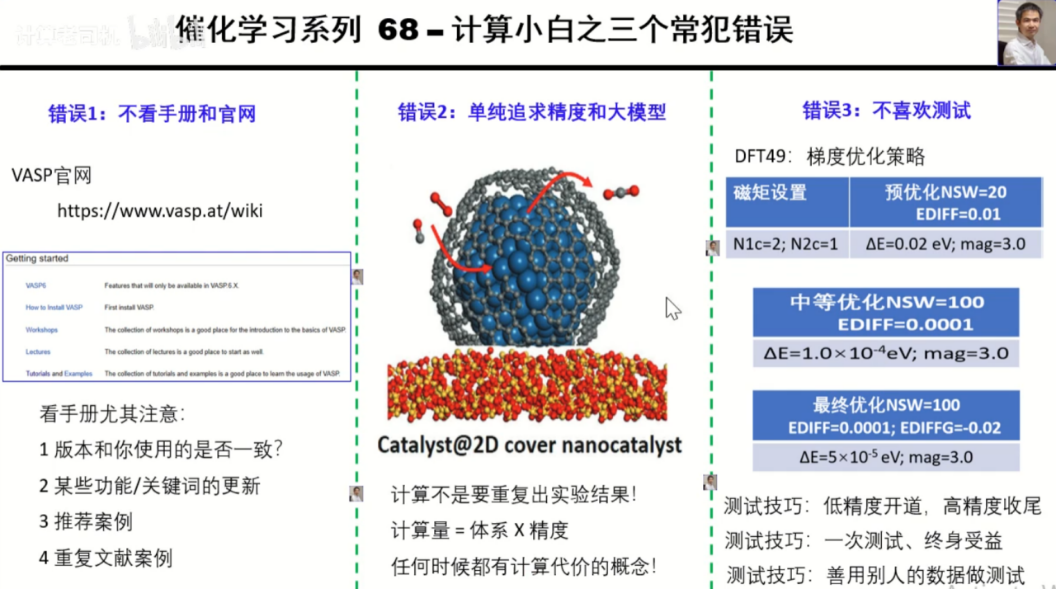 计算老司机 bilibili
催化学习系列 68 – 计算小白之三个常犯错误
错误1：不看手册和官网
VASP官网
https://www.vasp.at/wiki
Getting started
VASP6 Features that will only be available in VASP 6.X.
How to Install VASP First install VASP.
Workshops The collection of workshops is a good place for the introduction to the basics of VASP.
Lectures The collection of lectures is a good place to start as well.
Tutorials and Examples The collection of tutorials and examples is a good place to learn the usage of VASP.
看手册尤其注意：
1 版本和你使用的是否一致？
2 某些功能/关键词的更新
3 推荐案例
4 重复文献案例
错误2：单纯追求精度和大模型
Catalyst@2D cover nanocatalyst
计算不是要重复出实验结果！
计算量 = 体系 X 精度
任何时候都有计算代价的概念！
错误3：不喜欢测试
DFT49：梯度优化策略
磁矩设置 预优化NSW=20
EDIFF=0.01
N1c=2; N2c=1 ΔE=0.02 eV; mag=3.0
中等优化NSW=100
EDIFF=0.0001
ΔE=1.0×10⁻⁴eV; mag=3.0
最终优化NSW=100
EDIFF=0.0001; EDIFFG=-0.02
ΔE=5×10⁻⁵ eV; mag=3.0
测试技巧：低精度开道，高精度收尾
测试技巧：一次测试、终身受益
测试技巧：善用别人的数据做测试